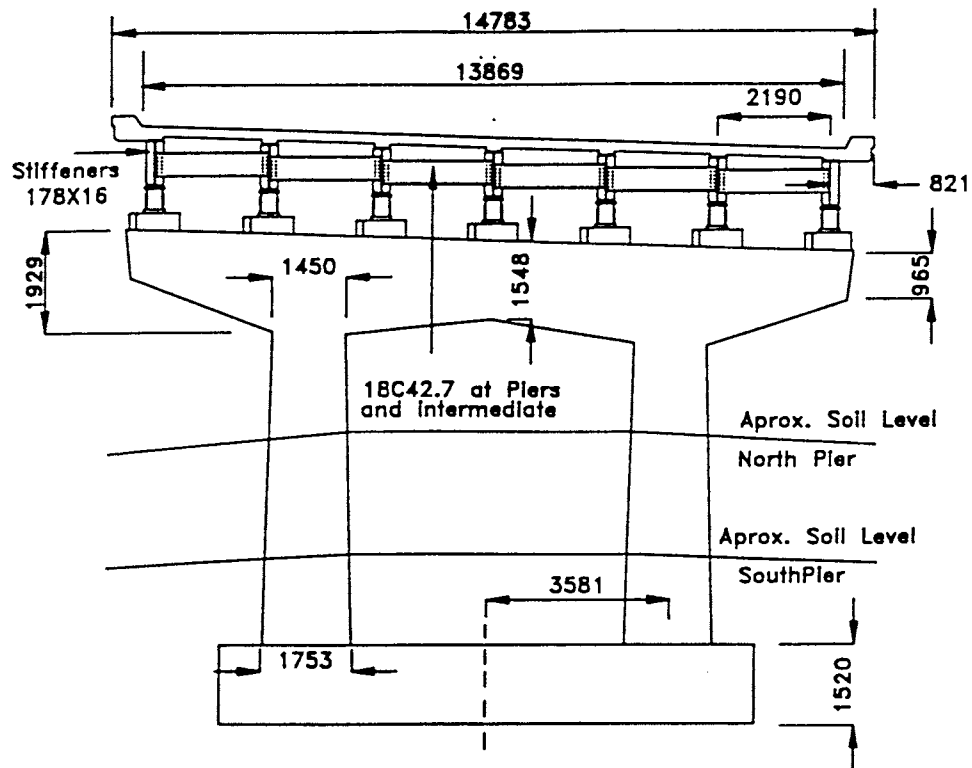 14783
13869
2190
Stiffeners
178X16
821
1929
1450
1548
965
18C42.7 at Piers
and intermediate
Aprox. Soil Level
North Pier
Aprox. Soil Level
SouthPier
3581
1753
1520